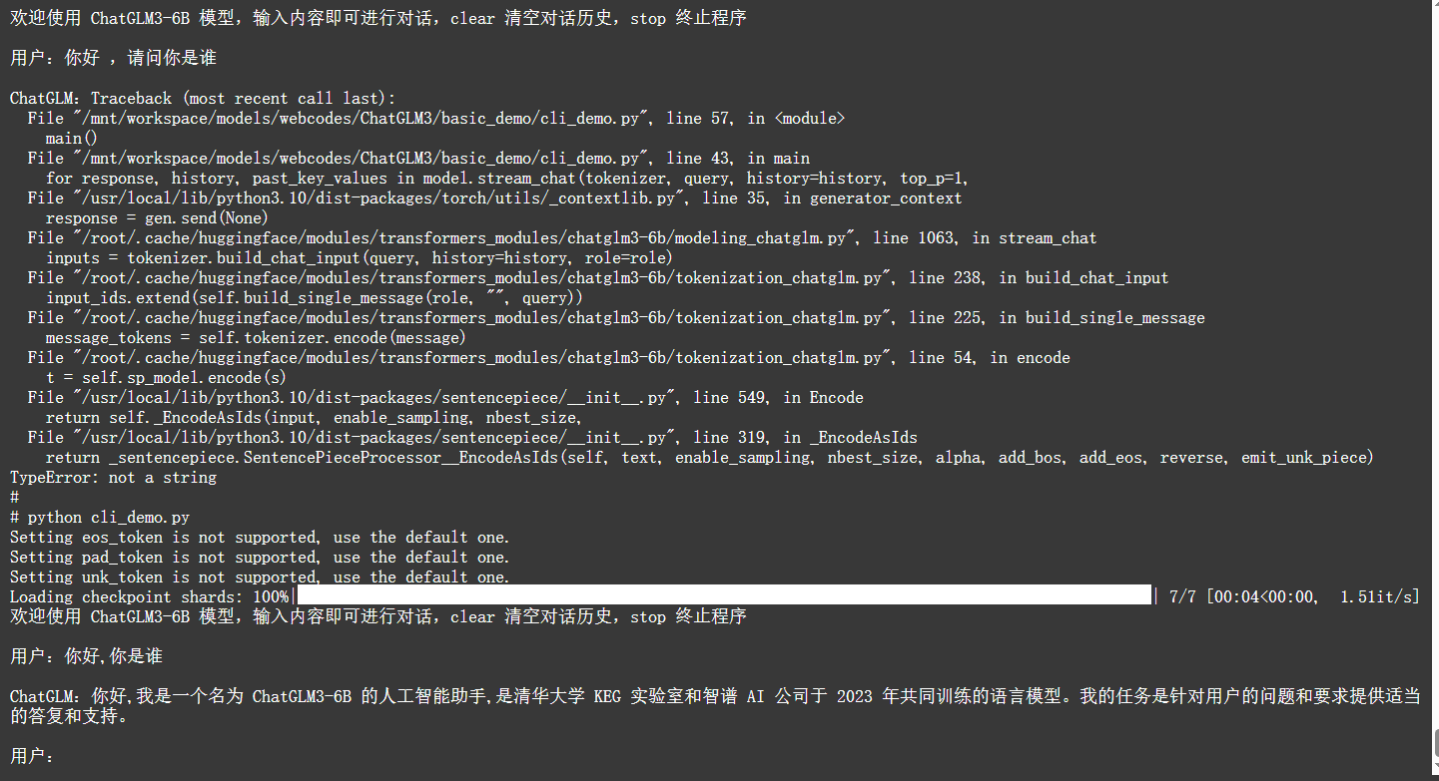 欢迎使用 ChatGLM3-6B 模型，输入内容即可进行对话，clear 清空对话历史，stop 终止程序
用户：你好 ，请问你是谁
ChatGLM：Traceback (most recent call last):
File "/mnt/workspace/models/webcodes/ChatGLM3/basic_demo/cli_demo.py", line 57, in <module>
main()
File "/mnt/workspace/models/webcodes/ChatGLM3/basic_demo/cli_demo.py", line 43, in main
for response, history, past_key_values in model.stream_chat(tokenizer, query, history=history, top_p=1,
File "/usr/local/lib/python3.10/dist-packages/torch/utils/_contextlib.py", line 35, in generator_context
response = gen.send(None)
File "/root/.cache/huggingface/modules/transformers_modules/chatglm3-6b/modeling_chatglm.py", line 1063, in stream_chat
inputs = tokenizer.build_chat_input(query, history=history, role=role)
File "/root/.cache/huggingface/modules/transformers_modules/chatglm3-6b/tokenization_chatglm.py", line 238, in build_chat_input
input_ids.extend(self.build_single_message(role, "", query))
File "/root/.cache/huggingface/modules/transformers_modules/chatglm3-6b/tokenization_chatglm.py", line 225, in build_single_message
message_tokens = self.tokenizer.encode(message)
File "/root/.cache/huggingface/modules/transformers_modules/chatglm3-6b/tokenization_chatglm.py", line 54, in encode
t = self.sp_model.encode(s)
File "/usr/local/lib/python3.10/dist-packages/sentencepiece/__init__.py", line 549, in Encode
return self._EncodeAsIds(input, enable_sampling, nbest_size,
File "/usr/local/lib/python3.10/dist-packages/sentencepiece/__init__.py", line 319, in _EncodeAsIds
return _sentencepiece.SentencePieceProcessor__EncodeAsIds(self, text, enable_sampling, nbest_size, alpha, add_bos, add_eos, reverse, emit_unk_piece)
TypeError: not a string
#
# python cli_demo.py
Setting eos_token is not supported, use the default one.
Setting pad_token is not supported, use the default one.
Setting unk_token is not supported, use the default one.
Loading checkpoint shards: 100%| | 7/7 [00:04<00:00, 1.51it/s]
欢迎使用 ChatGLM3-6B 模型，输入内容即可进行对话，clear 清空对话历史，stop 终止程序
用户：你好,你是谁
ChatGLM：你好,我是一个名为 ChatGLM3-6B 的人工智能助手,是清华大学 KEG 实验室和智谱 AI 公司于 2023 年共同训练的语言模型。我的任务是针对用户的问题和要求提供适当
的答复和支持。
用户：